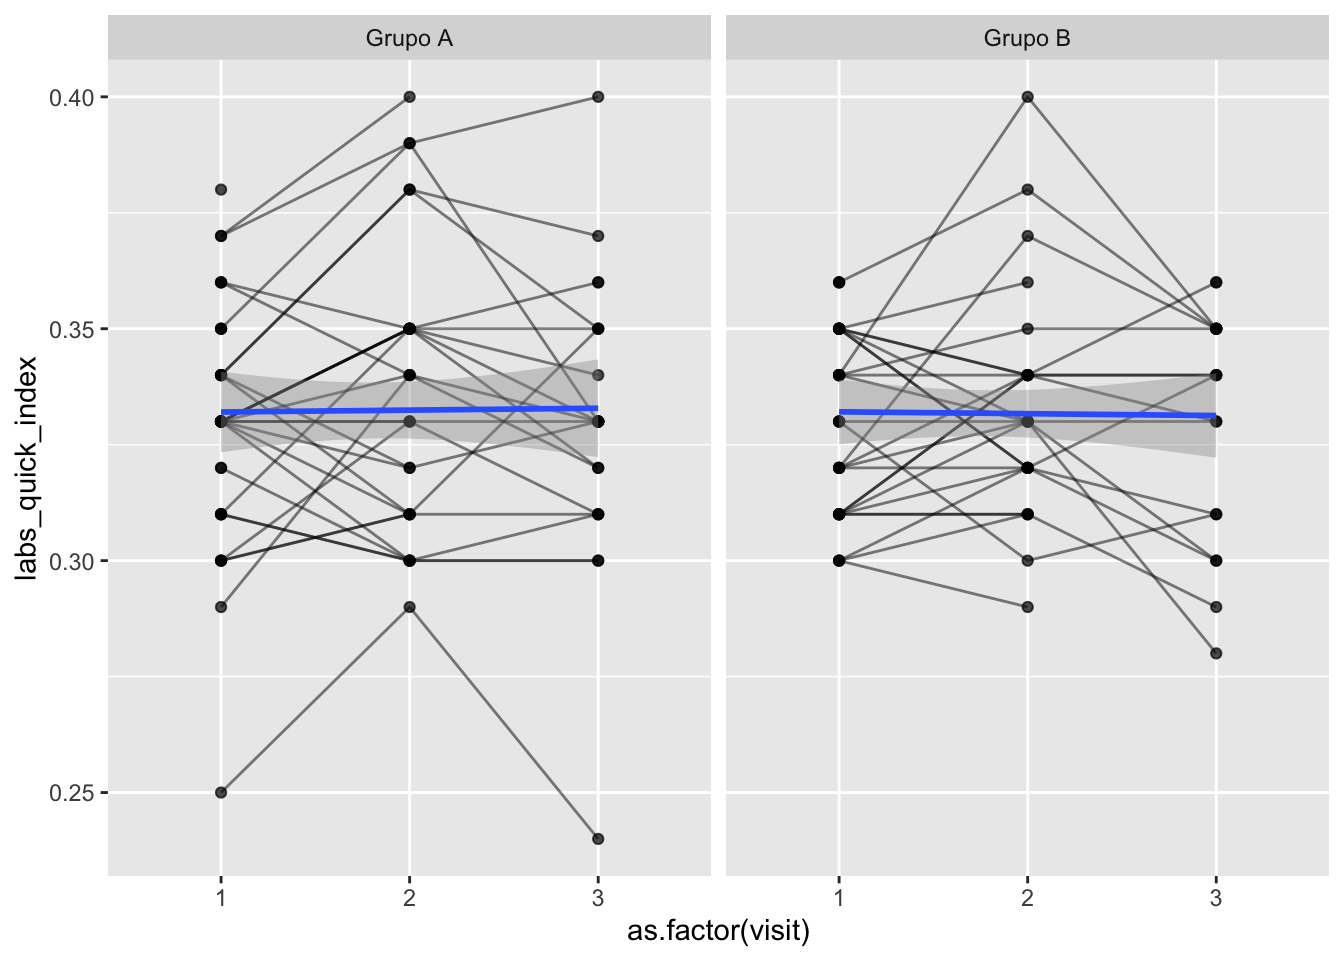 Grupo A
Grupo B
0.40
0.35
0.30
0.25
labs_quick_index
1 2 3
1 2 3
as.factor(visit)